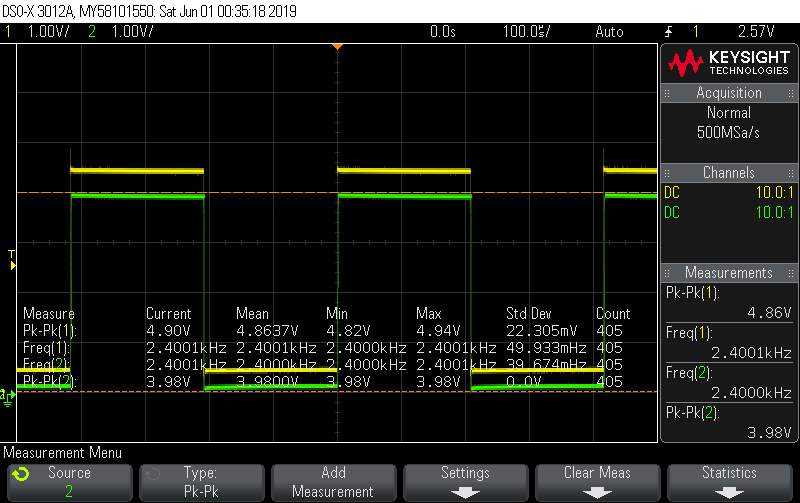 DSO-X 3012A, MY58101550: Sat Jun 01 00:35:18 2019
1 1.00V/ 2 1.00V/ 0.0s 100.0s/ Auto 1 2.57V
KEYSIGHT
TECHNOLOGIES
Acquisition
Normal
500MSa/s
Channels
DC 10.0:1
DC 10.0:1
Measurements
Pk-Pk(1):
4.86V
Freq(1):
2.4001kHz
Freq(2):
2.4000kHz
Pk-Pk(2):
3.98V
T
Measure Current Mean Min Max Std Dev Count
Pk-Pk(1): 4.90V 4.8637V 4.82V 4.94V 22.305mV 405
Freq(1): 2.4001kHz 2.4001kHz 2.4000kHz 2.4001kHz 49.933mHz 405
Freq(2): 2.4001kHz 2.4000kHz 2.4000kHz 2.4001kHz 39.674mHz 405
Pk-Pk(2): 3.98V 3.9800V 3.98V 3.98V 0.0V 405
Measurement Menu
Source
2
Type:
Pk-Pk
Add
Measurement
Settings
Clear Meas
Statistics